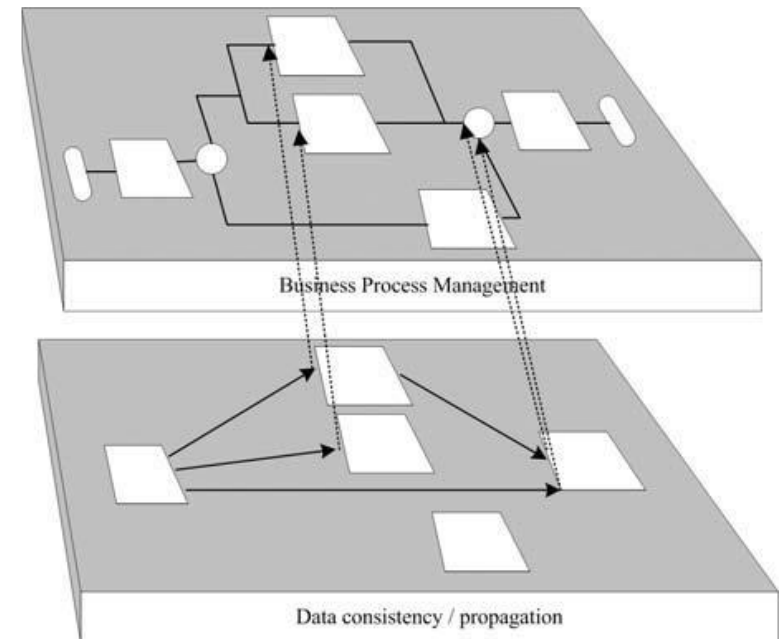 Business Process Management
Data consistency / propagation